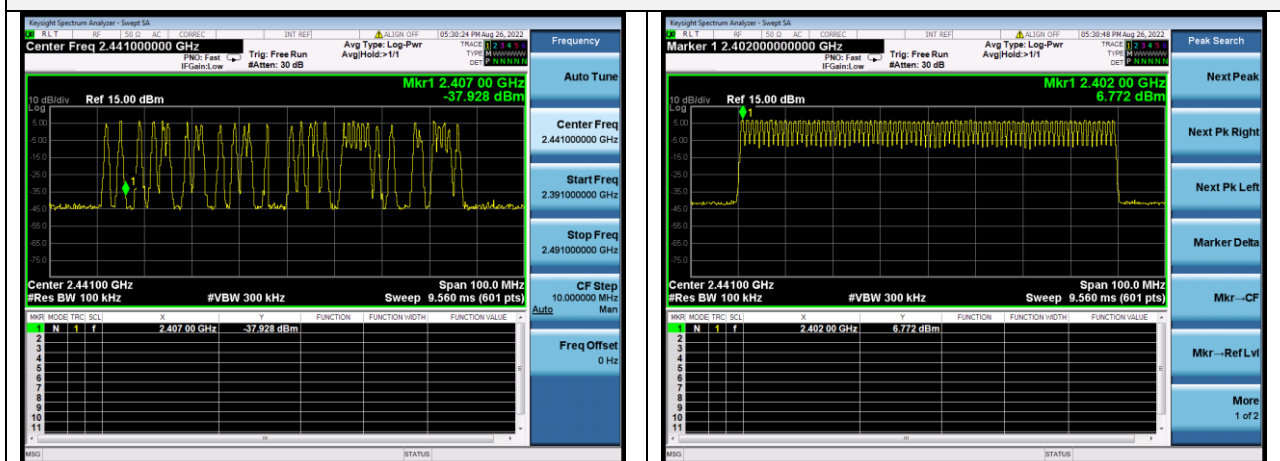 Keysight Spectrum Analyzer - Swept SA
R L T RF 50 Ω AC CORREC INT REF ALIGN OFF 05:30:24 PM Aug 26, 2022
Center Freq 2.441000000 GHz
PNO: Fast
IFGain:Low
Trig: Free Run
#Atten: 30 dB
Avg Type: Log-Pwr
Avg|Hold:>1/1
TRACE 1 2 3 4 5 6
TYPE M WWWWW
DET P NNNNN
Mkr1 2.407 00 GHz
-37.928 dBm
10 dB/div Ref 15.00 dBm
Log
5.00
-5.00
-15.0
-25.0
-35.0
-45.0
-55.0
-65.0
-75.0
1
Center 2.44100 GHz
Span 100.0 MHz
#Res BW 100 kHz #VBW 300 kHz Sweep 9.560 ms (601 pts)
MKR MODE TRC SCL X Y FUNCTION FUNCTION WIDTH FUNCTION VALUE
1 N 1 f 2.407 00 GHz -37.928 dBm
2
3
4
5
6
7
8
9
10
11
MSG STATUS
Frequency
Auto Tune
Center Freq
2.441000000 GHz
Start Freq
2.391000000 GHz
Stop Freq
2.491000000 GHz
CF Step
10.000000 MHz
Auto Man
Freq Offset
0 Hz
Keysight Spectrum Analyzer - Swept SA
R L T RF 50 Ω AC CORREC INT REF ALIGN OFF 05:30:48 PM Aug 26, 2022
Marker 1 2.402000000000 GHz
PNO: Fast
IFGain:Low
Trig: Free Run
#Atten: 30 dB
Avg Type: Log-Pwr
Avg|Hold:>1/1
TRACE 1 2 3 4 5 6
TYPE M WWWWW
DET P NNNNN
Mkr1 2.402 00 GHz
6.772 dBm
10 dB/div Ref 15.00 dBm
Log
5.00
-5.00
-15.0
-25.0
-35.0
-45.0
-55.0
-65.0
-75.0
1
Center 2.44100 GHz
Span 100.0 MHz
#Res BW 100 kHz #VBW 300 kHz Sweep 9.560 ms (601 pts)
MKR MODE TRC SCL X Y FUNCTION FUNCTION WIDTH FUNCTION VALUE
1 N 1 f 2.402 00 GHz 6.772 dBm
2
3
4
5
6
7
8
9
10
11
MSG STATUS
Peak Search
Next Peak
Next Pk Right
Next Pk Left
Marker Delta
Mkr→CF
Mkr→Ref Lvl
More
1 of 2